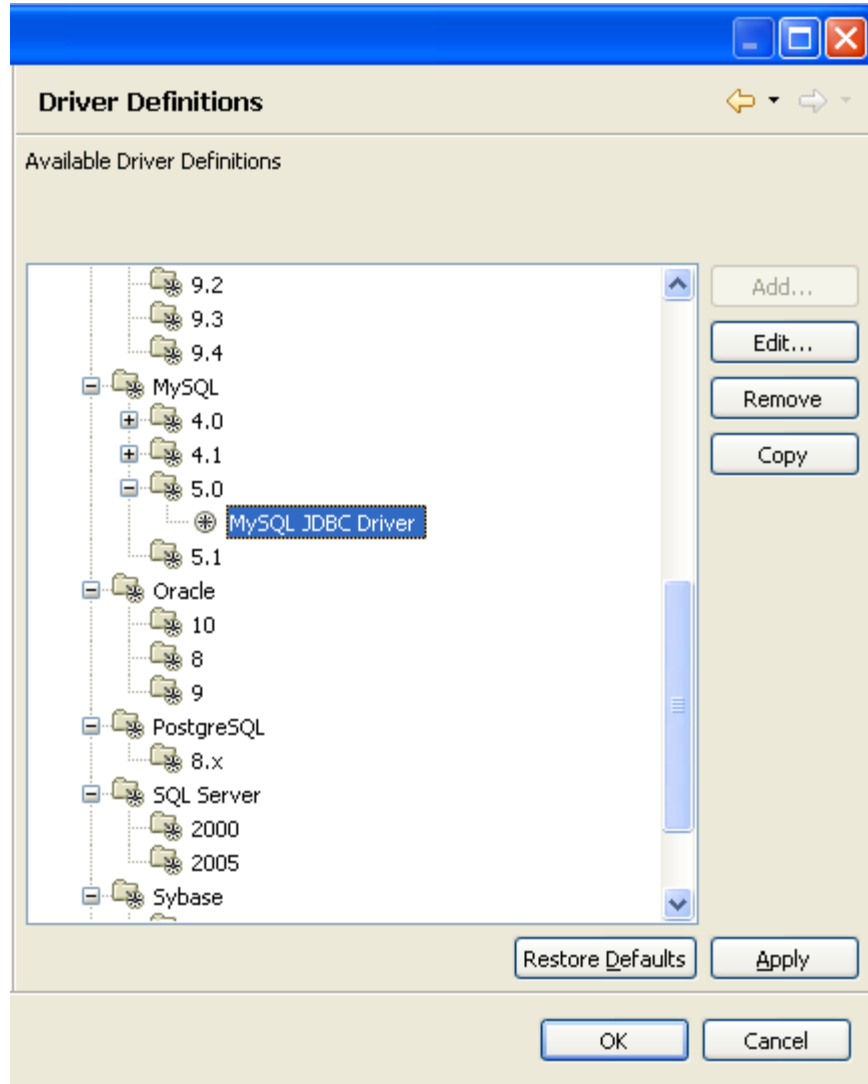 Driver Definitions
Available Driver Definitions
9.2
9.3
9.4
MySQL
4.0
4.1
5.0
MySQL JDBC Driver
5.1
Oracle
10
8
9
PostgreSQL
8.x
SQL Server
2000
2005
Sybase
Add...
Edit...
Remove
Copy
Restore Defaults
Apply
OK
Cancel